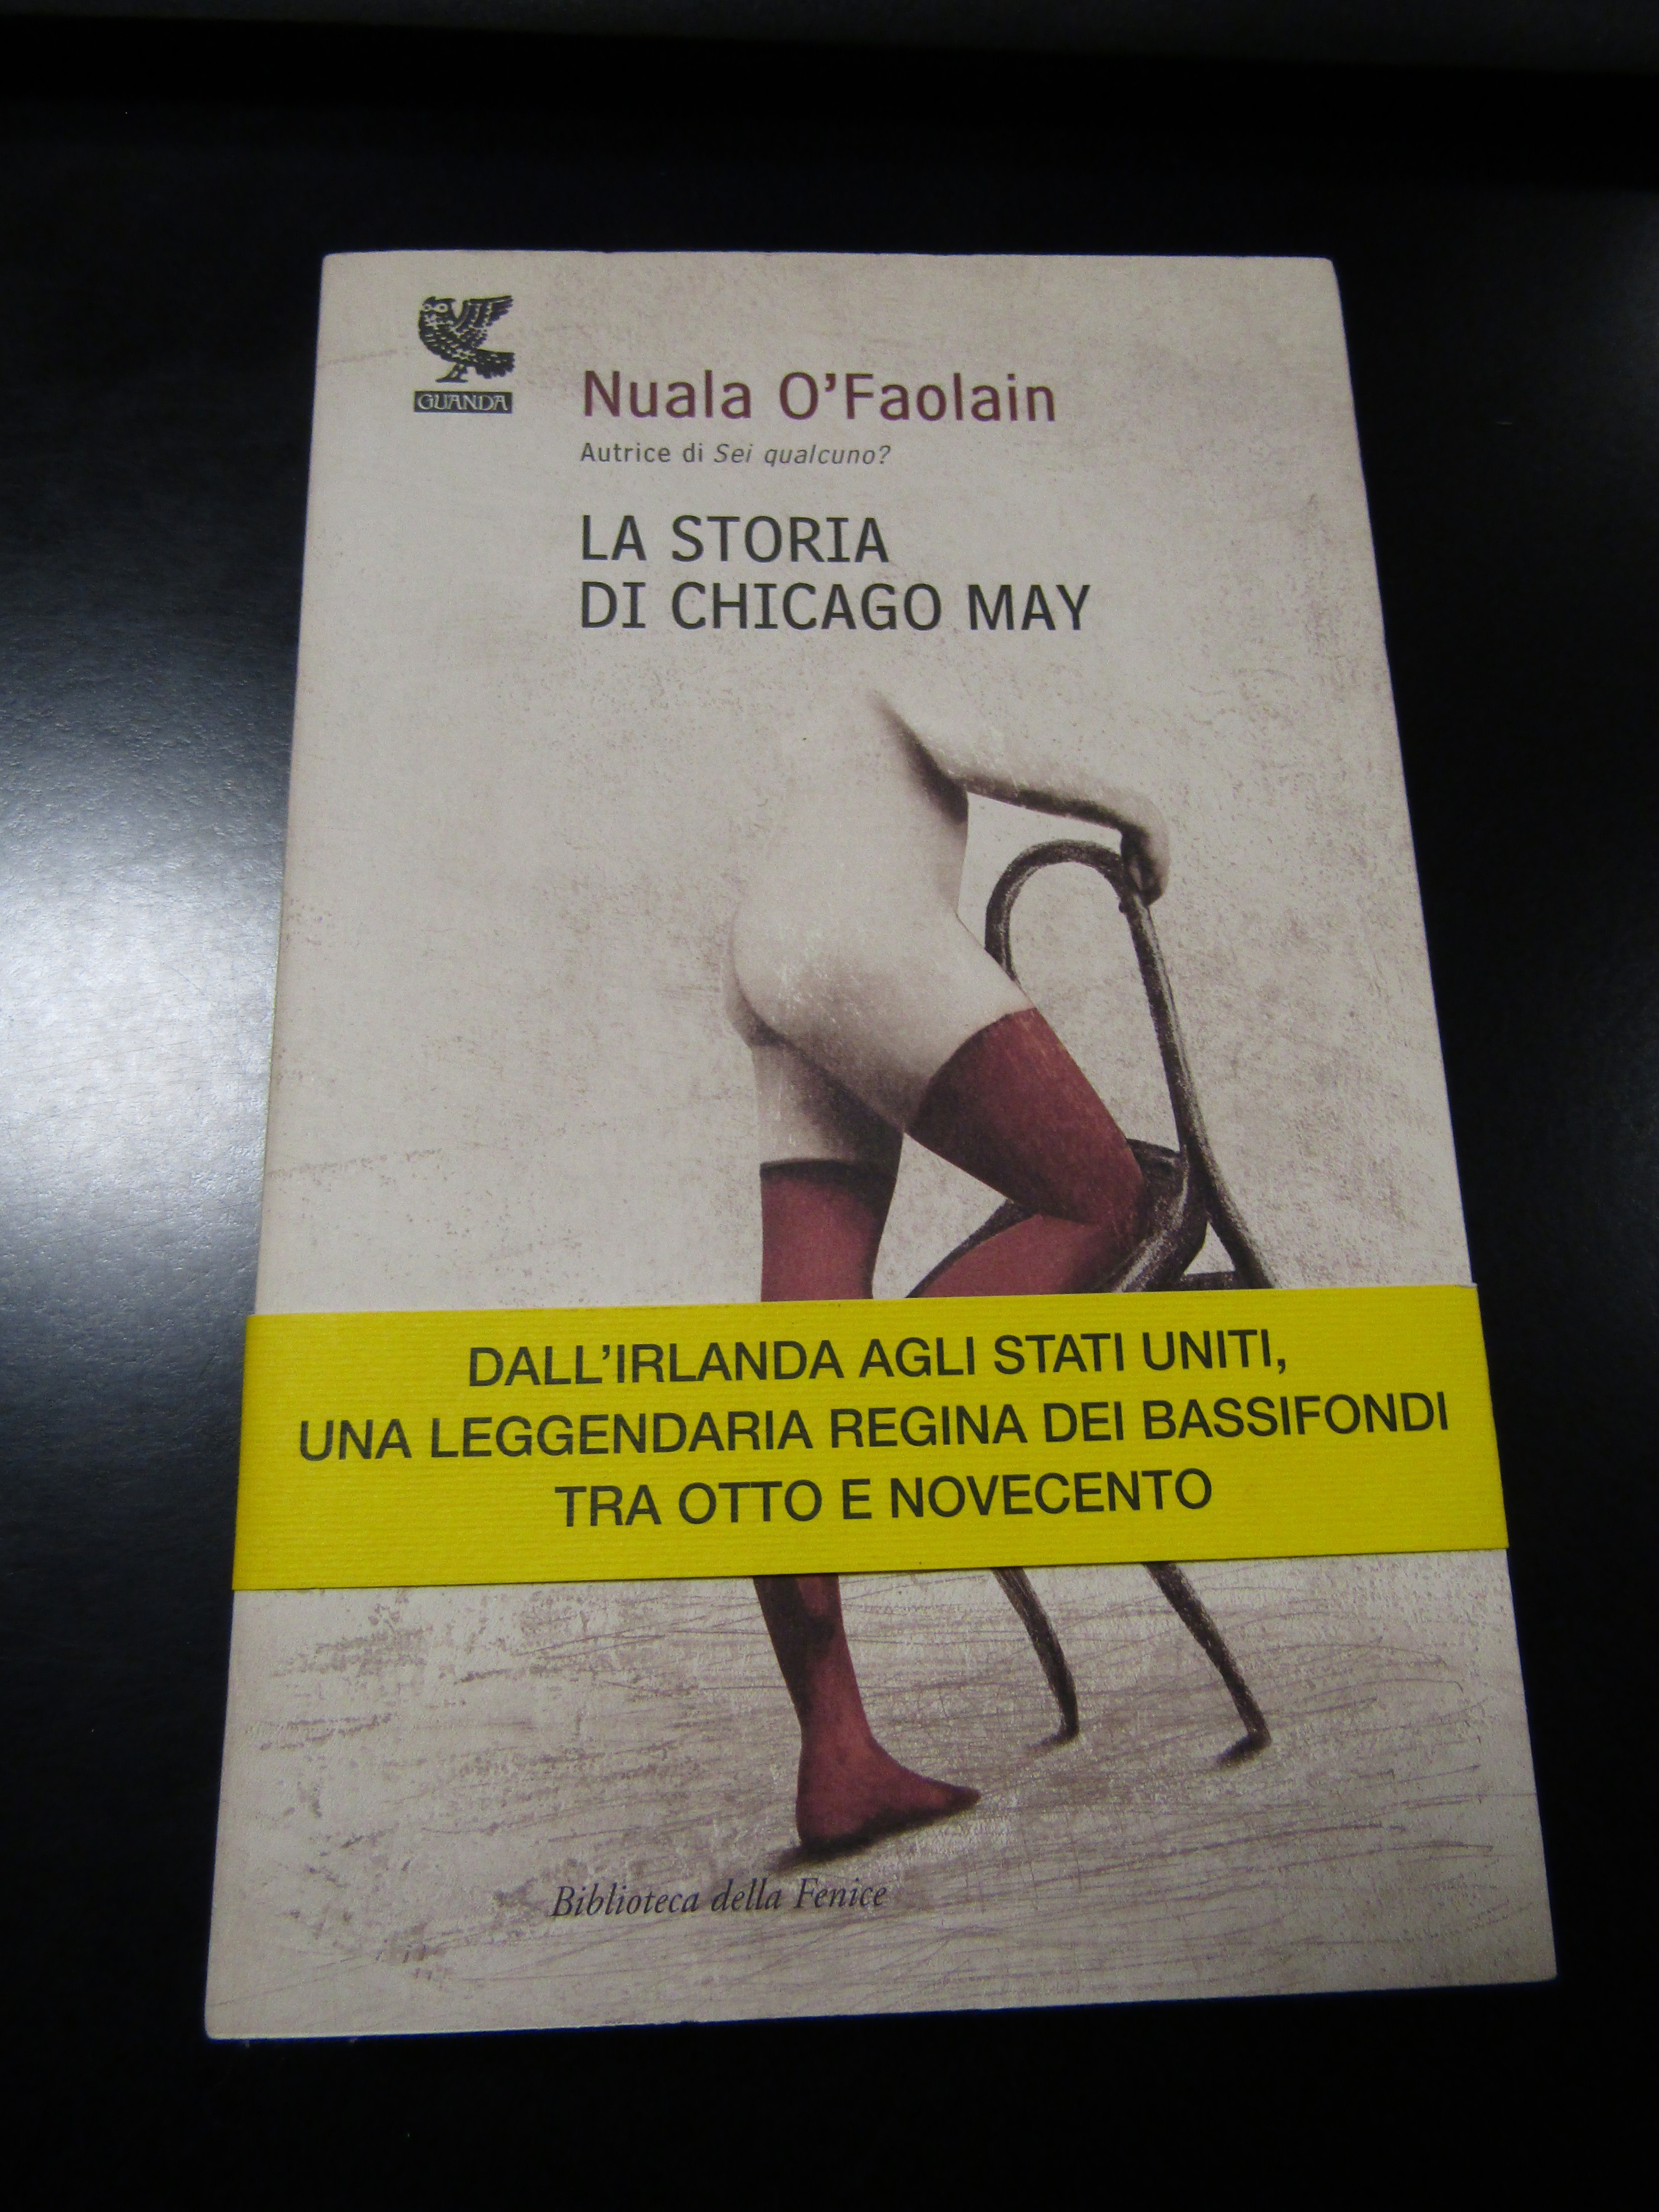 GUANDA
Nuala O'Faolain
Autrice di Sei qualcuno?
LA STORIA
DI CHICAGO MAY
DALL'IRLANDA AGLI STATI UNITI,
UNA LEGGENDARIA REGINA DEI BASSIFONDI
TRA OTTO E NOVECENTO
Biblioteca della Fenice